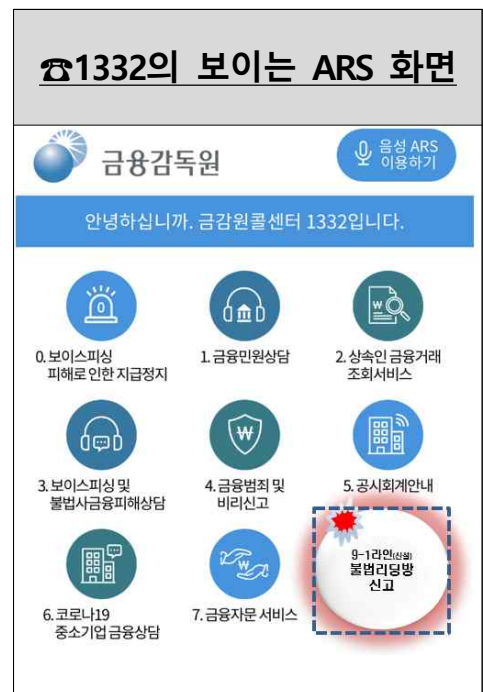 ☎1332의 보이는 ARS 화면
금융감독원
음성 ARS
이용하기
안녕하십니까. 금감원콜센터 1332입니다.
0. 보이스피싱
피해로 인한 지급정지
1. 금융민원상담
2. 상속인 금융거래
조회서비스
3. 보이스피싱 및
불법사금융피해상담
4. 금융범죄 및
비리신고
5. 공시회계안내
6. 코로나19
중소기업 금융상담
7. 금융자문 서비스
9-1라인(신설)
불법리딩방
신고